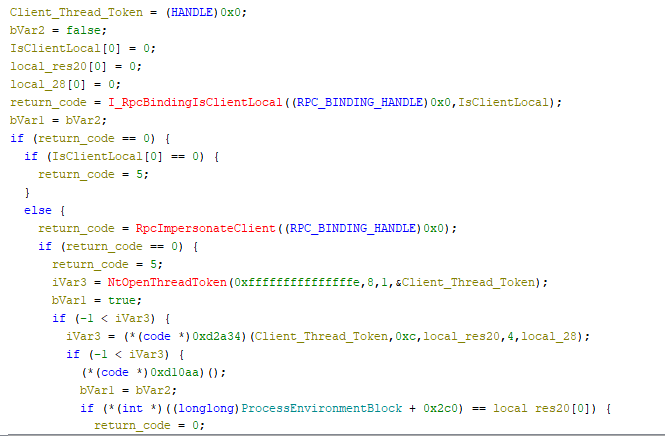 Client_Thread_Token = (HANDLE)0x0;
bVar2 = false;
IsClientLocal[0] = 0;
local_res20[0] = 0;
local_28[0] = 0;
return_code = I_RpcBindingIsClientLocal((RPC_BINDING_HANDLE)0x0,IsClientLocal);
bVar1 = bVar2;
if (return_code == 0) {
if (IsClientLocal[0] == 0) {
return_code = 5;
}
else {
return_code = RpcImpersonateClient((RPC_BINDING_HANDLE)0x0);
if (return_code == 0) {
return_code = 5;
iVar3 = NtOpenThreadToken(0xfffffffffffffffe,8,1,&Client_Thread_Token);
bVar1 = true;
if (-1 < iVar3) {
iVar3 = (*(code *)0xd2a34)(Client_Thread_Token,0xc,local_res20,4,local_28);
if (-1 < iVar3) {
(*(code *)0xd10aa)();
bVar1 = bVar2;
if (*(int *)((longlong)ProcessEnvironmentBlock + 0x2c0) == local_res20[0]) {
return_code = 0;